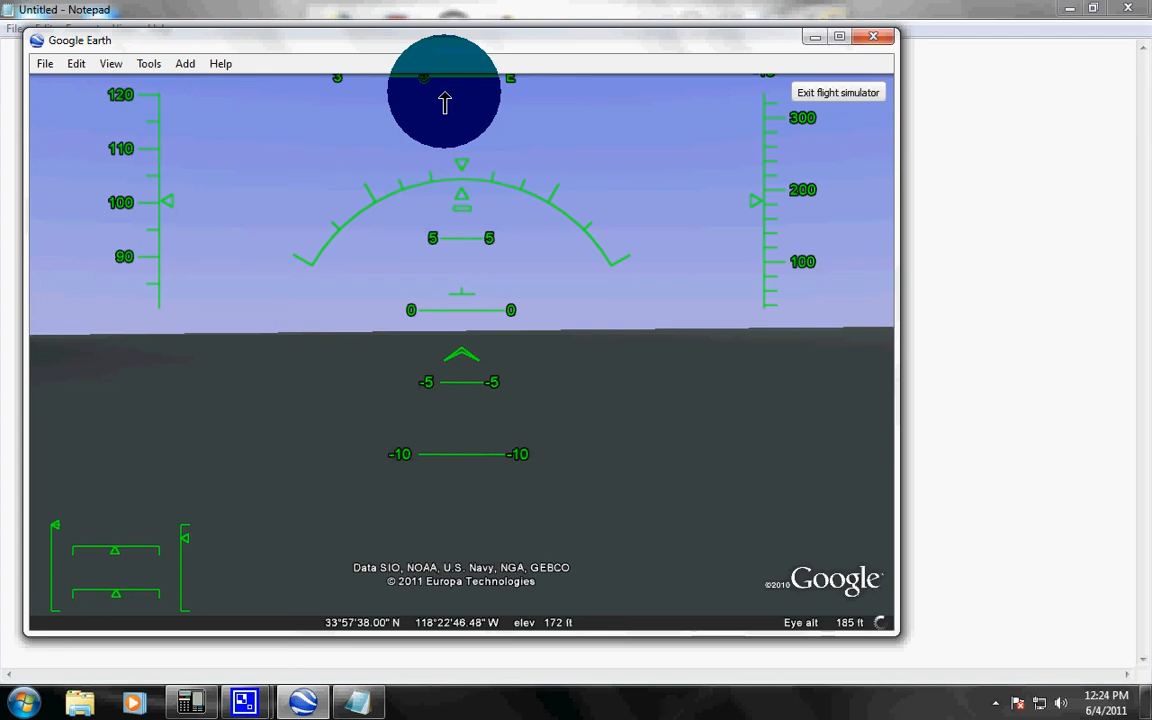 Untitled - Notepad
Google Earth
File Edit View Tools Add Help
3 E
Exit flight simulator
120
110
100
90
300
200
100
5 5
0 0
-5 -5
-10 -10
Data SIO, NOAA, U.S. Navy, NGA, GEBCO
© 2011 Europa Technologies
©2010 Google
33°57'38.00" N 118°22'46.48" W elev 172 ft Eye alt 185 ft
12:24 PM
6/4/2011